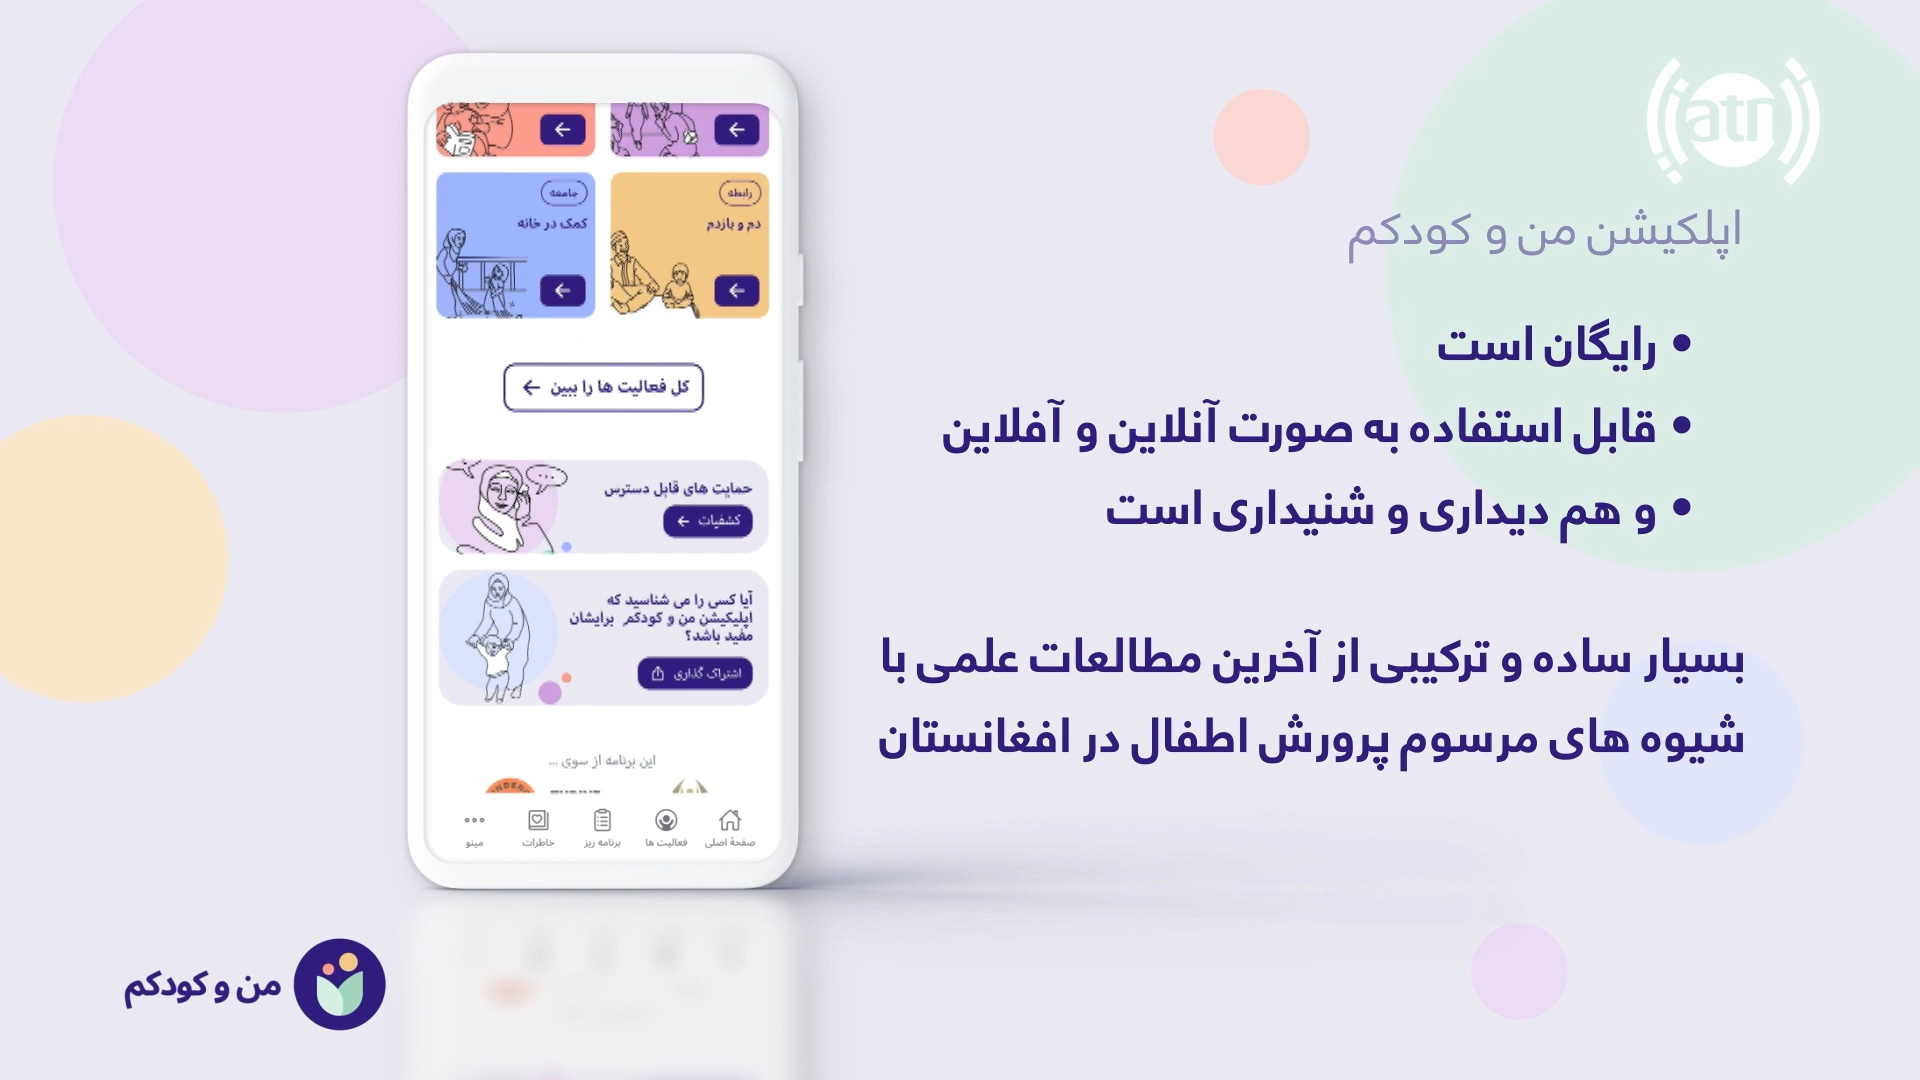 atn
اپلکیشن من و کودکم
• رایگان است
• قابل استفاده به صورت آنلاین و آفلاین
• و هم دیداری و شنیداری است
بسیار ساده و ترکیبی از آخرین مطالعات علمی با
شیوه های مرسوم پرورش اطفال در افغانستان
رابطه
دم و بازدم
جامعه
کمک در خانه
کل فعالیت ها را ببین
حمایت های قابل دسترس
کشفیات
آیا کسی را می شناسید که
اپلیکیشن من و کودکم برایشان
مفید باشد؟
اشتراک گذاری
این برنامه از سوی ...
صفحهٔ اصلی
فعالیت ها
برنامه ریز
خاطرات
مینو
من و کودکم